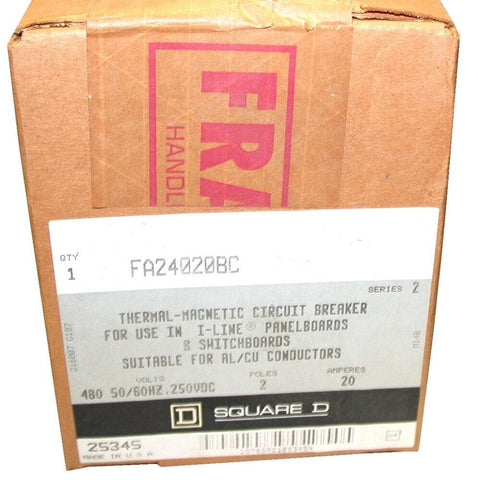 FRA
HANDL
QTY
1
FA24020BC
SERIES 2
THERMAL-MAGNETIC CIRCUIT BREAKER
FOR USE IN I-LINE® PANELBOARDS
& SWITCHBOARDS
SUITABLE FOR AL/CU CONDUCTORS
VOLTS POLES AMPERES
480 50/60HZ,250VDC 2 20
D SQUARE D
25345
MADE IN U.S.A.